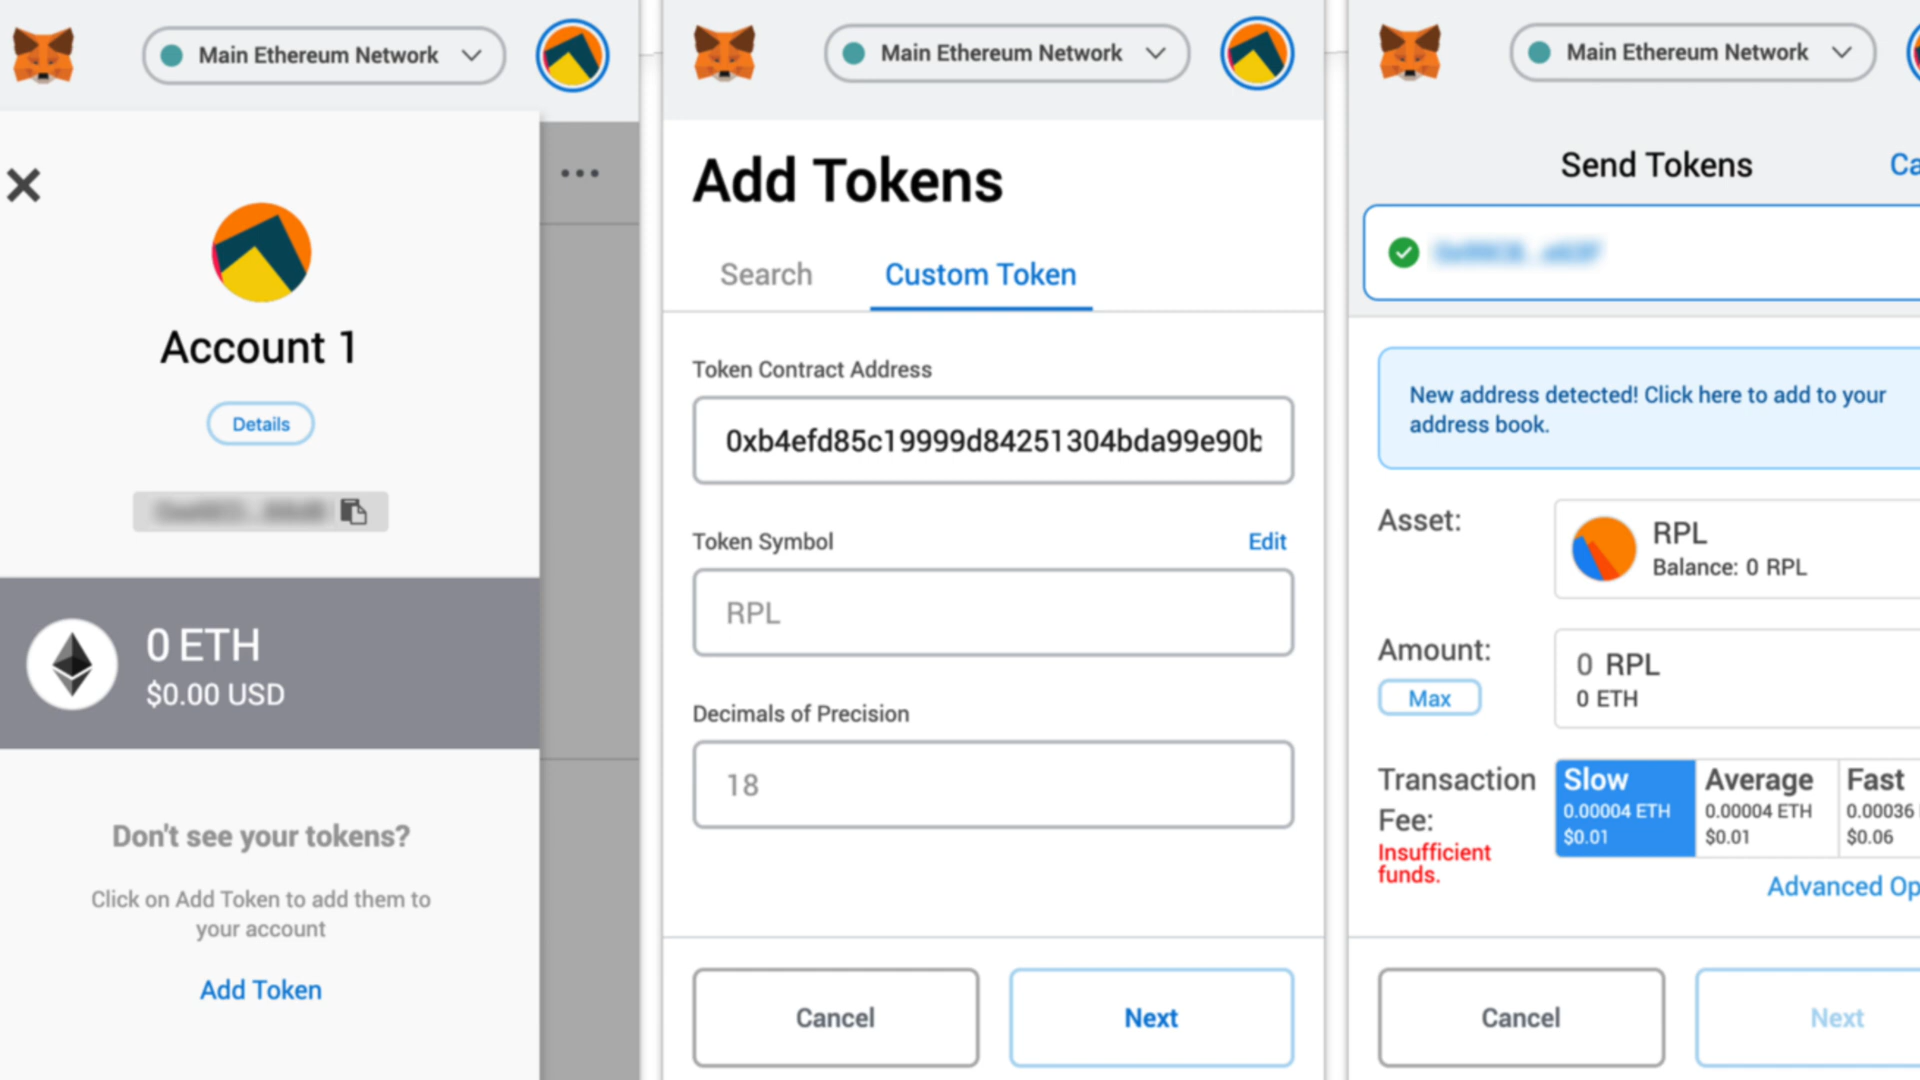 Main Ethereum Network
Account 1
Details
0 ETH
$0.00 USD
Don't see your tokens?
Click on Add Token to add them to
your account
Add Token
Main Ethereum Network
Add Tokens
Search
Custom Token
Token Contract Address
0xb4efd85c19999d84251304bda99e90b
Token Symbol
Edit
RPL
Decimals of Precision
18
Cancel
Next
Main Ethereum Network
Send Tokens
Ca
New address detected! Click here to add to your
address book.
Asset:
RPL
Balance: 0 RPL
Amount:
Max
0 RPL
0 ETH
Transaction
Fee:
Insufficient
funds.
Slow
0.00004 ETH
$0.01
Average
0.00004 ETH
$0.01
Fast
0.00036
$0.06
Advanced Op
Cancel
Next